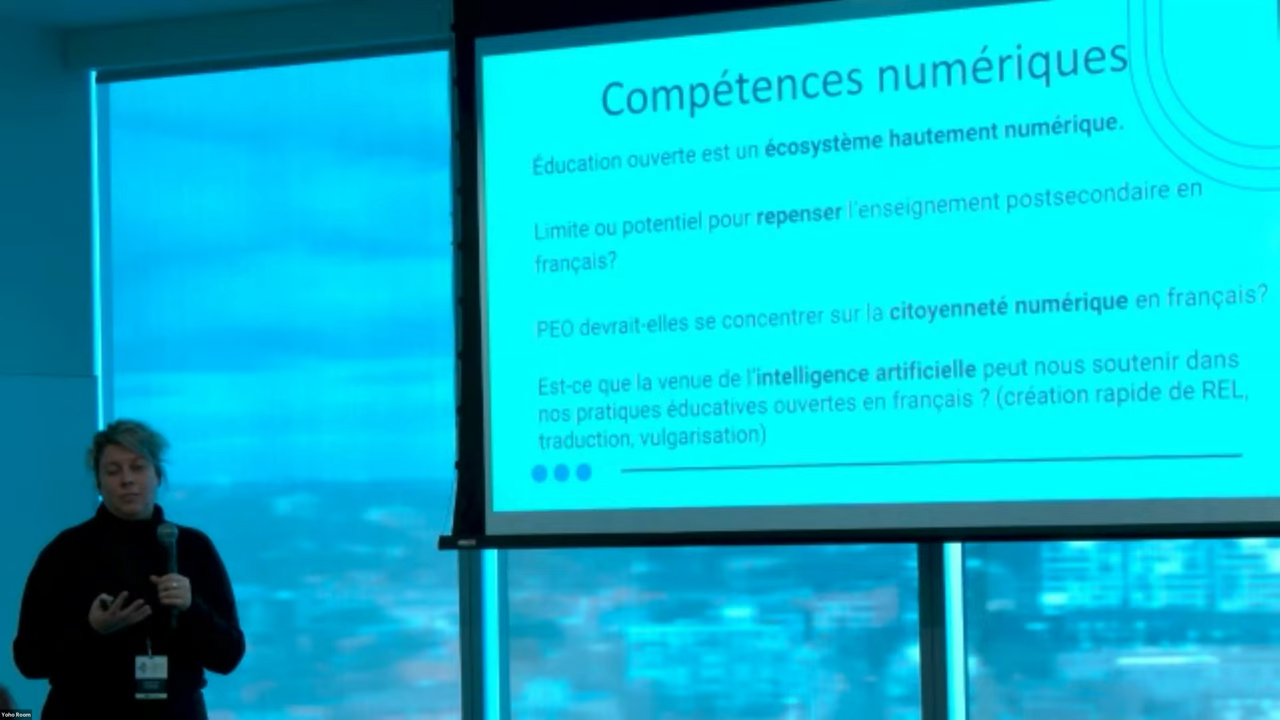 Compétences numériques
Éducation ouverte est un écosystème hautement numérique.
Limite ou potentiel pour repenser l'enseignement postsecondaire en
français?
PEO devrait-elles se concentrer sur la citoyenneté numérique en français?
Est-ce que la venue de l'intelligence artificielle peut nous soutenir dans
nos pratiques éducatives ouvertes en français ? (création rapide de REL,
traduction, vulgarisation)
Yoho Room